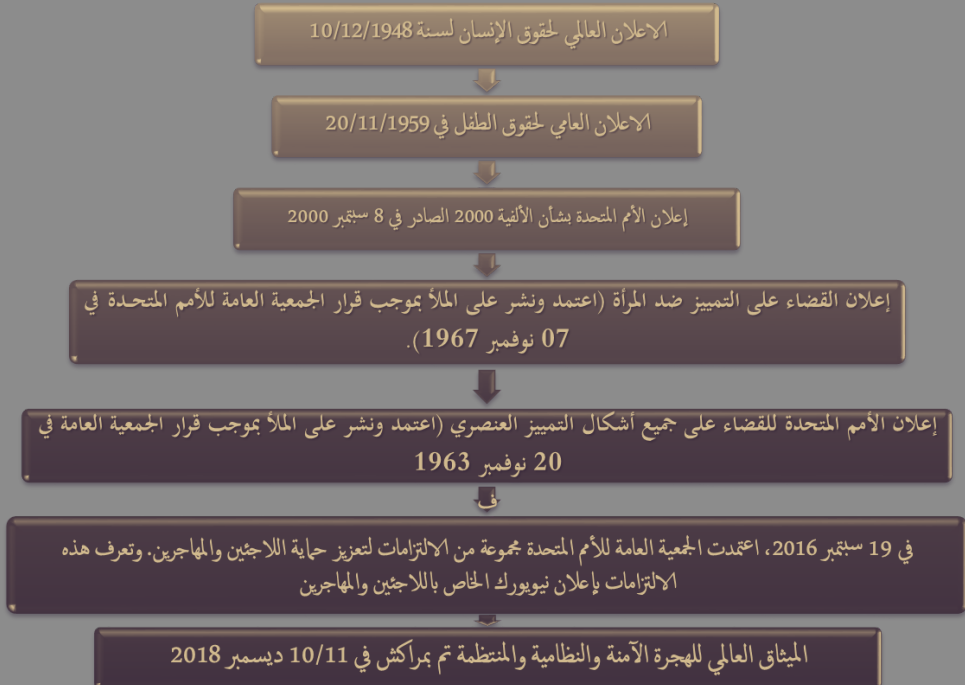 الاعلان العالمي لحقوق الإنسان لسنة 10/12/1948
الاعلان العامي لحقوق الطفل في 20/11/1959
إعلان الأمم المتحدة بشأن الألفية 2000 الصادر في 8 سبتمبر 2000
إعلان القضاء على التمييز ضد المرأة (اعتمد ونشر على الملأ بموجب قرار الجمعية العامة للأمم المتحدة في
07 نوفمبر 1967).
إعلان الأمم المتحدة للقضاء على جميع أشكال التمييز العنصري (اعتمد ونشر على الملأ بموجب قرار الجمعية العامة في
20 نوفمبر 1963
ف
في 19 سبتمبر 2016، اعتمدت الجمعية العامة للأمم المتحدة مجموعة من الالتزامات لتعزيز حماية اللاجئين والمهاجرين. وتعرف هذه
الالتزامات بإعلان نيويورك الخاص باللاجئين والمهاجرين
الميثاق العالمي للهجرة الآمنة والنظامية والمنتظمة تم بمراكش في 10/11 ديسمبر 2018